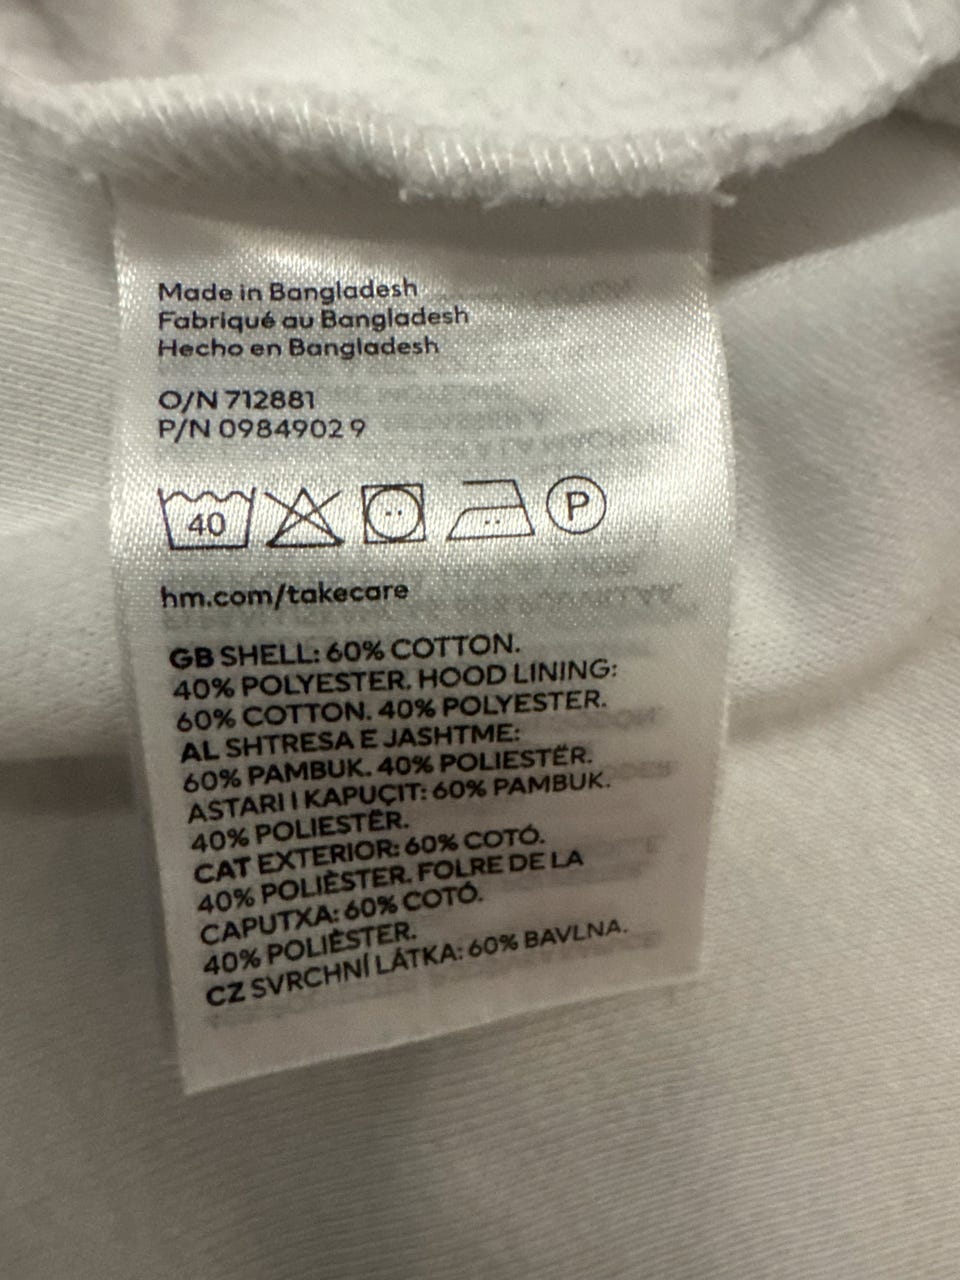 Made in Bangladesh
Fabriqué au Bangladesh
Hecho en Bangladesh
O/N 712881
P/N 0984902 9
40 P
hm.com/takecare
GB SHELL: 60% COTTON.
40% POLYESTER. HOOD LINING:
60% COTTON. 40% POLYESTER.
AL SHTRESA E JASHTME:
60% PAMBUK. 40% POLIESTËR.
ASTARI I KAPUÇIT: 60% PAMBUK.
40% POLIESTËR.
CAT EXTERIOR: 60% COTÓ.
40% POLIÈSTER. FOLRE DE LA
CAPUTXA: 60% COTÓ.
40% POLIÈSTER.
CZ SVRCHNÍ LÁTKA: 60% BAVLNA.